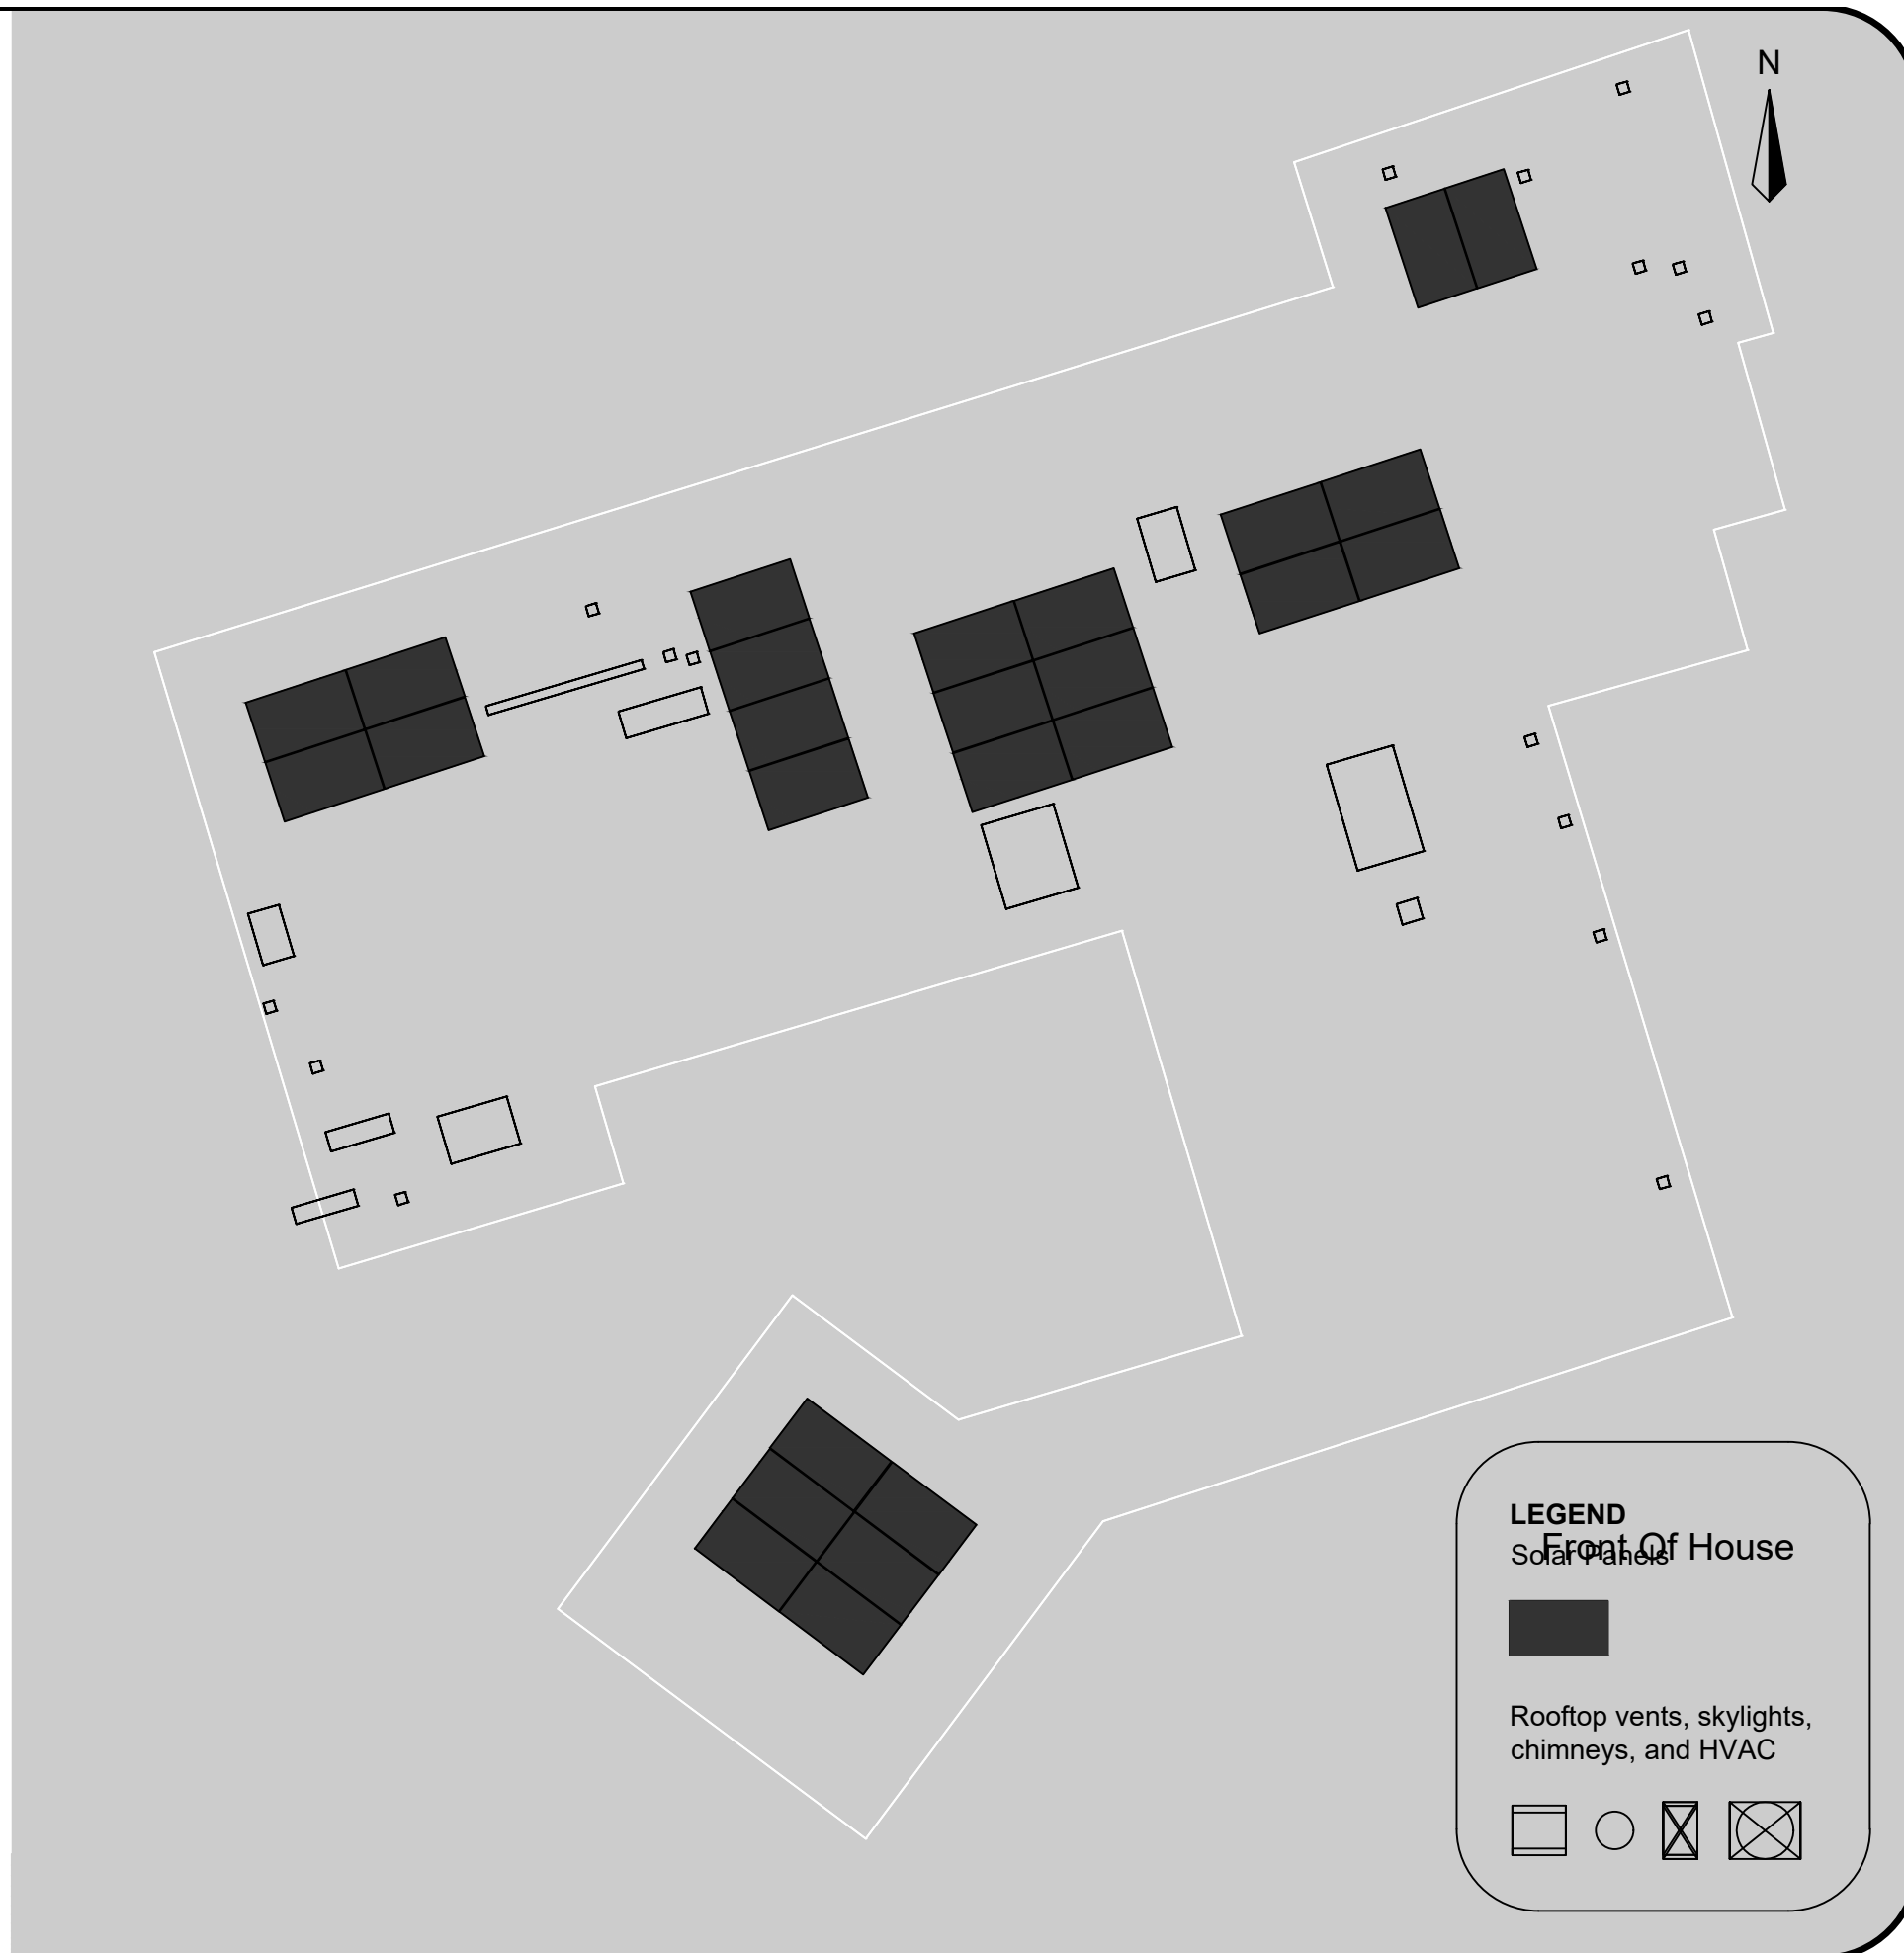 N
LEGEND
Front Of House
Solar Panels
Rooftop vents, skylights,
chimneys, and HVAC